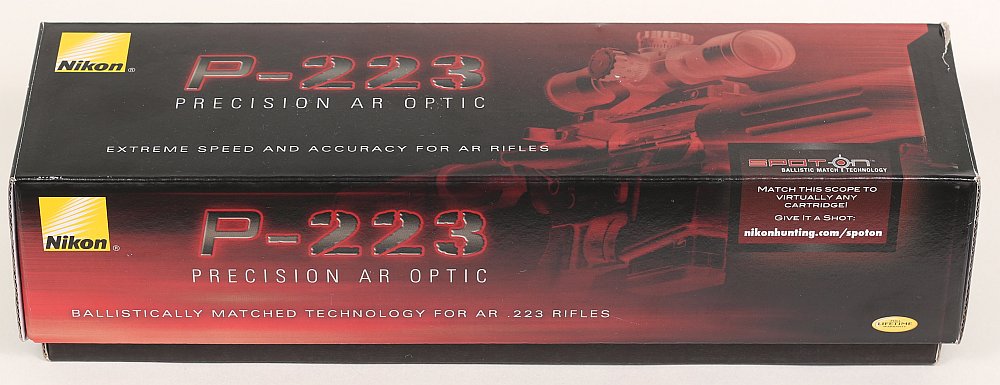 Nikon®
P-223
PRECISION AR OPTIC
EXTREME SPEED AND ACCURACY FOR AR RIFLES
SPOT-ON™
BALLISTIC MATCH TECHNOLOGY
MATCH THIS SCOPE TO
VIRTUALLY ANY
CARTRIDGE!
GIVE IT A SHOT:
nikonhunting.com/spoton
Nikon®
P-223
PRECISION AR OPTIC
BALLISTICALLY MATCHED TECHNOLOGY FOR AR .223 RIFLES
LIFETIME